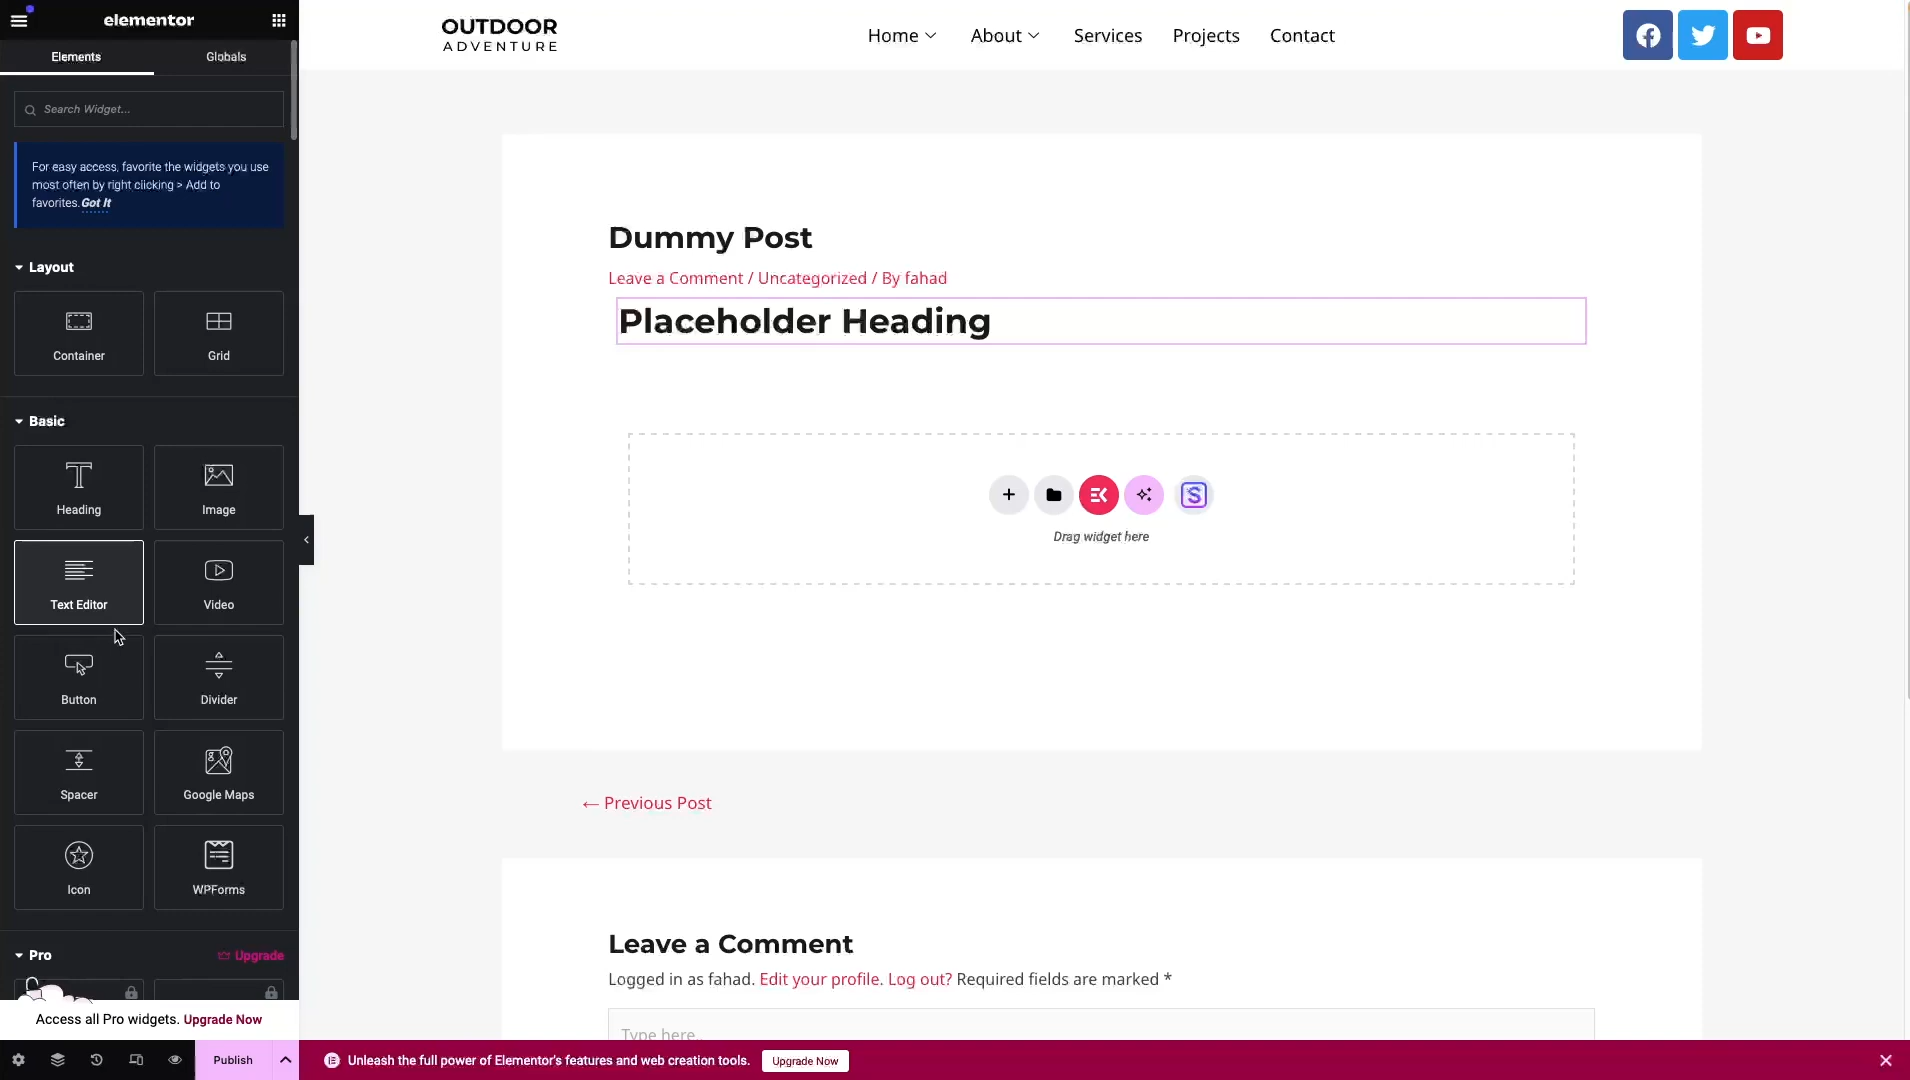 elementor
Elements
Globals
Search Widget...
For easy access, favorite the widgets you use
most often by right clicking > Add to
favorites. Got It
Layout
Container
Grid
Basic
Heading
Image
Text Editor
Video
Button
Divider
Spacer
Google Maps
Icon
WPForms
Pro
Upgrade
Access all Pro widgets. Upgrade Now
Publish
OUTDOOR
ADVENTURE
Home
About
Services
Projects
Contact
Dummy Post
Leave a Comment / Uncategorized / By fahad
Placeholder Heading
Drag widget here
← Previous Post
Leave a Comment
Logged in as fahad. Edit your profile. Log out? Required fields are marked *
Type here..
Unleash the full power of Elementor's features and web creation tools.
Upgrade Now